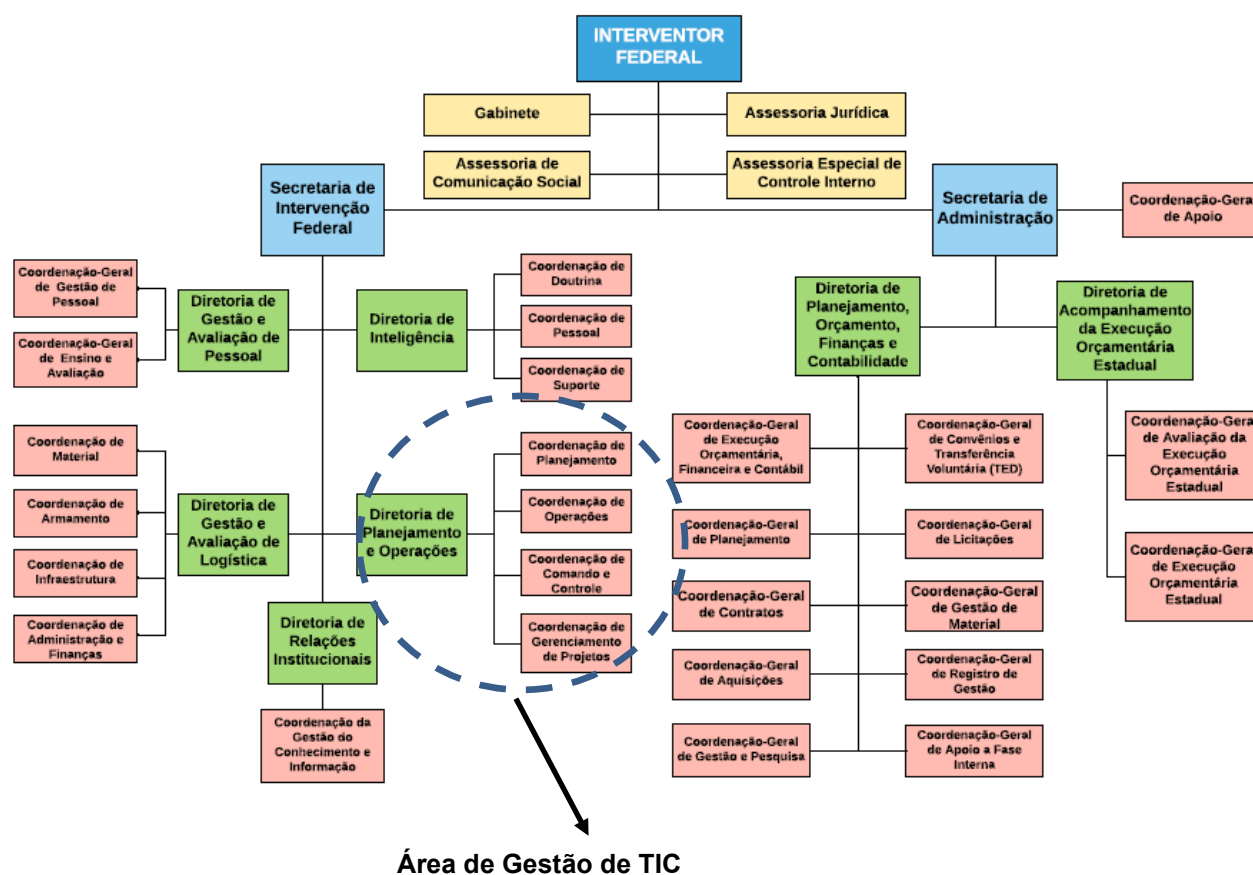 INTERVENTOR
FEDERAL
Gabinete
Assessoria Jurídica
Assessoria de
Comunicação Social
Assessoria Especial de
Controle Interno
Secretaria de
Intervenção
Federal
Secretaria de
Administração
Coordenação-Geral
de Apoio
Coordenação-Geral
de Gestão de
Pessoal
Coordenação-Geral
de Ensino e
Avaliação
Diretoria de
Gestão e
Avaliação de
Pessoal
Diretoria de
Inteligência
Coordenação de
Doutrina
Coordenação de
Pessoal
Coordenação de
Suporte
Diretoria de
Planejamento,
Orçamento,
Finanças e
Contabilidade
Diretoria de
Acompanhamento
da Execução
Orçamentária
Estadual
Coordenação de
Material
Coordenação de
Armamento
Coordenação de
Infraestrutura
Coordenação de
Administração e
Finanças
Diretoria de
Gestão e
Avaliação de
Logística
Diretoria de
Planejamento
e Operações
Coordenação de
Planejamento
Coordenação de
Operações
Coordenação de
Comando e
Controle
Coordenação de
Gerenciamento
de Projetos
Diretoria de
Relações
Institucionais
Coordenação da
Gestão do
Conhecimento e
Informação
Coordenação-Geral
de Execução
Orçamentária,
Financeira e Contábil
Coordenação-Geral
de Convênios e
Transferência
Voluntária (TED)
Coordenação-Geral
de Planejamento
Coordenação-Geral
de Licitações
Coordenação-Geral
de Contratos
Coordenação-Geral
de Gestão de
Material
Coordenação-Geral
de Aquisições
Coordenação-Geral
de Registro de
Gestão
Coordenação-Geral
de Gestão e Pesquisa
Coordenação-Geral
de Apoio a Fase
Interna
Coordenação-Geral
de Avaliação da
Execução
Orçamentária
Estadual
Coordenação-Geral
de Execução
Orçamentária
Estadual
Área de Gestão de TIC